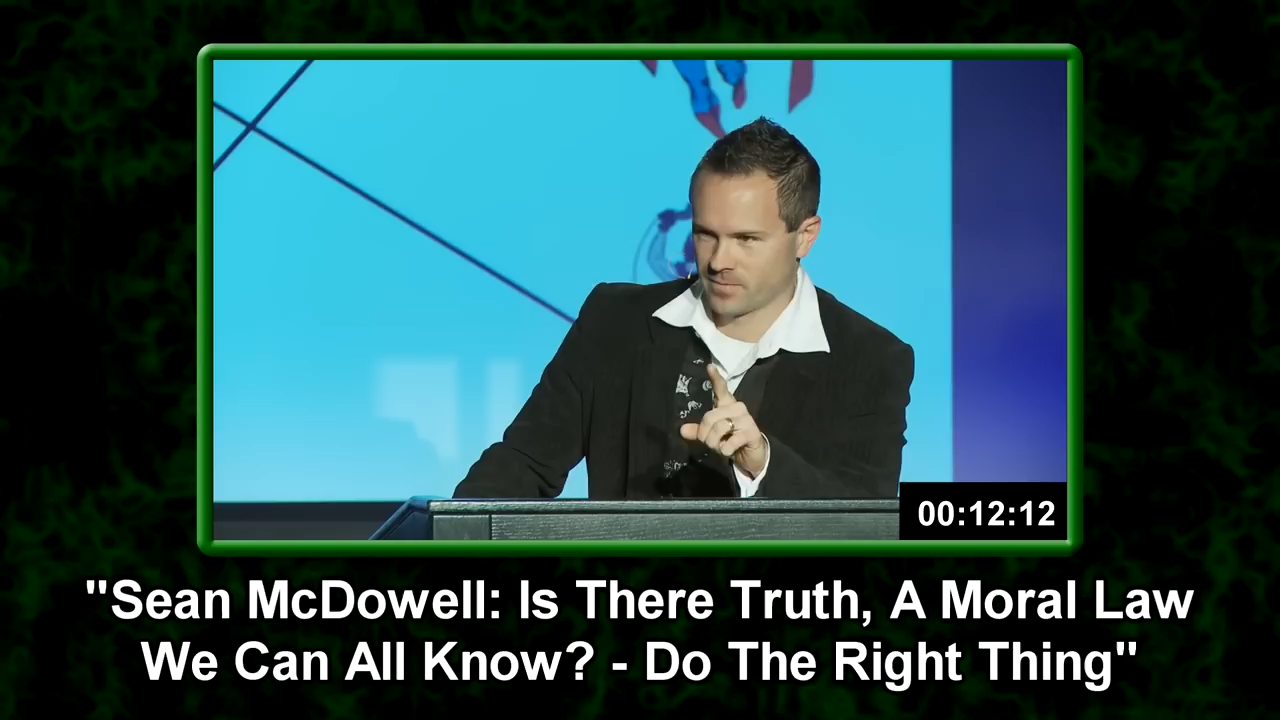 00:12:12
"Sean McDowell: Is There Truth, A Moral Law
We Can All Know? - Do The Right Thing"